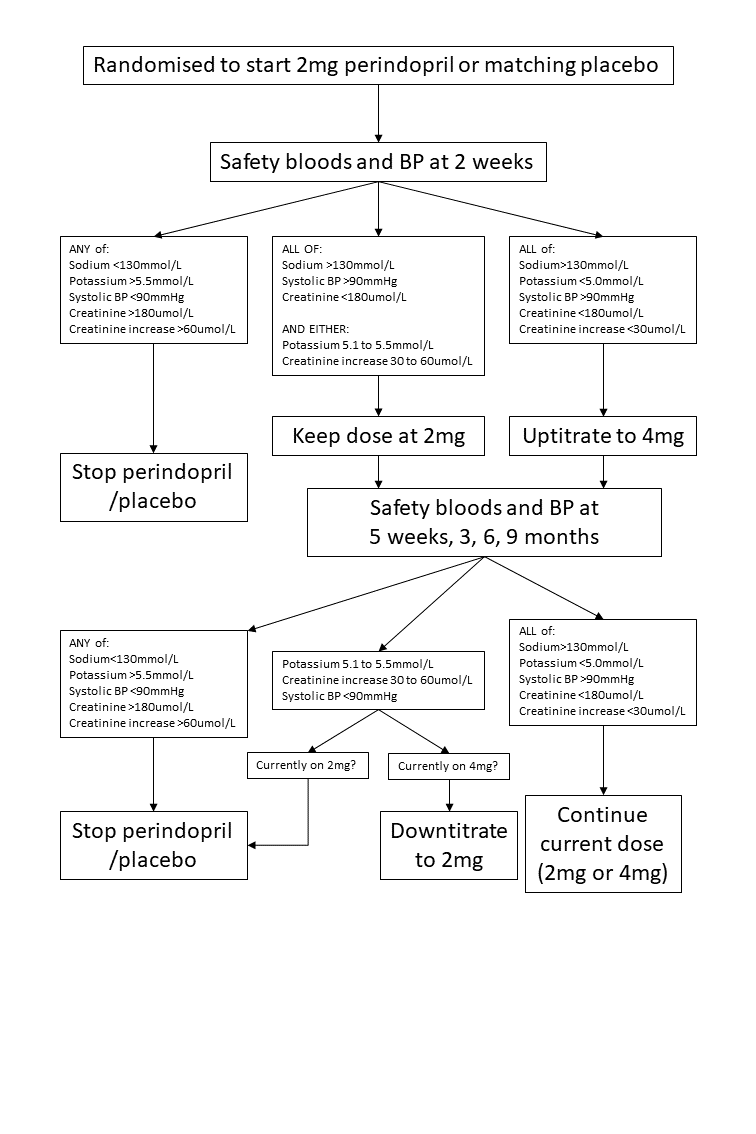 Randomised to start 2mg perindopril or matching placebo
Safety bloods and BP at 2 weeks
ANY of:
Sodium <130mmol/L
Potassium >5.5mmol/L
Systolic BP <90mmHg
Creatinine >180umol/L
Creatinine increase >60umol/L
ALL OF:
Sodium >130mmol/L
Systolic BP >90mmHg
Creatinine <180umol/L
AND EITHER:
Potassium 5.1 to 5.5mmol/L
Creatinine increase 30 to 60umol/L
ALL of:
Sodium>130mmol/L
Potassium <5.0mmol/L
Systolic BP >90mmHg
Creatinine <180umol/L
Creatinine increase <30umol/L
Stop perindopril
/placebo
Keep dose at 2mg
Uptitrate to 4mg
Safety bloods and BP at
5 weeks, 3, 6, 9 months
ANY of:
Sodium<130mmol/L
Potassium >5.5mmol/L
Systolic BP <90mmHg
Creatinine >180umol/L
Creatinine increase >60umol/L
Potassium 5.1 to 5.5mmol/L
Creatinine increase 30 to 60umol/L
Systolic BP <90mmHg
ALL of:
Sodium>130mmol/L
Potassium <5.0mmol/L
Systolic BP >90mmHg
Creatinine <180umol/L
Creatinine increase <30umol/L
Currently on 2mg?
Currently on 4mg?
Stop perindopril
/placebo
Downtitrate
to 2mg
Continue
current dose
(2mg or 4mg)